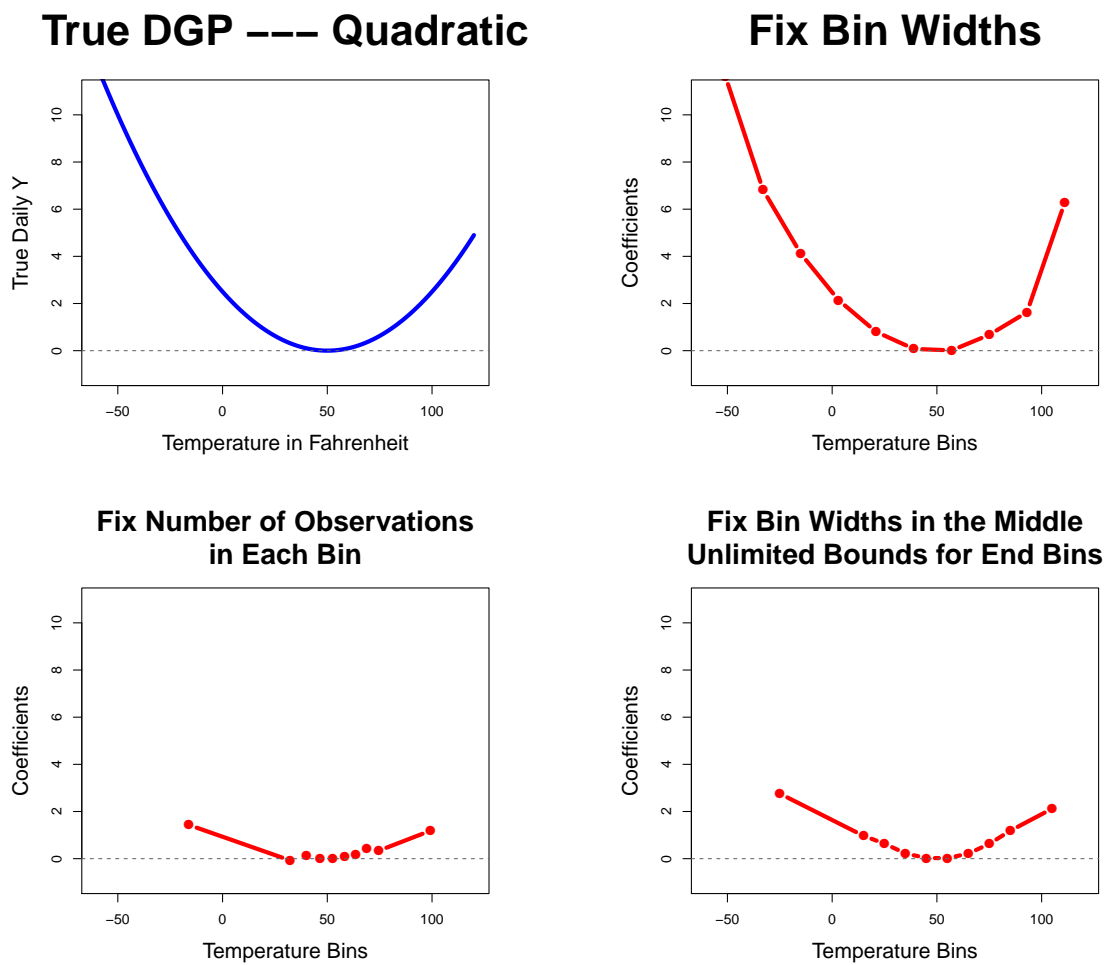 True DGP −−− Quadratic
True Daily Y
0
2
4
6
8
10
−50
0
50
100
Temperature in Fahrenheit
Fix Bin Widths
Coefficients
0
2
4
6
8
10
−50
0
50
100
Temperature Bins
Fix Number of Observations
in Each Bin
Coefficients
0
2
4
6
8
10
−50
0
50
100
Temperature Bins
Fix Bin Widths in the Middle
Unlimited Bounds for End Bins
Coefficients
0
2
4
6
8
10
−50
0
50
100
Temperature Bins